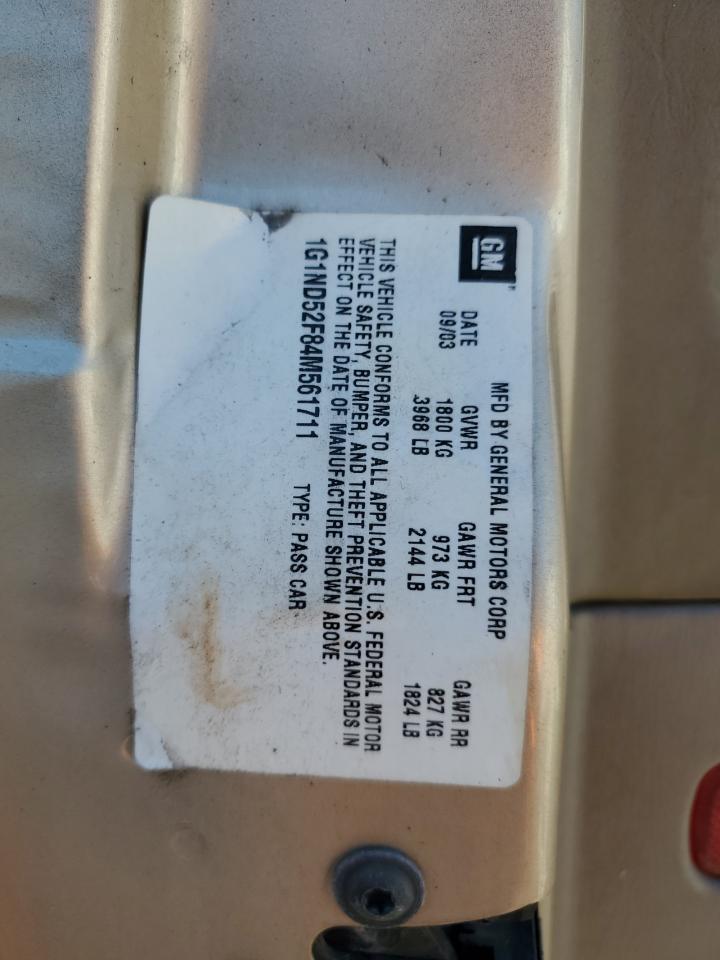 GM
MFD BY GENERAL MOTORS CORP
DATE GVWR GAWR FRT GAWR RR
09/03 1800 KG 973 KG 827 KG
3968 LB 2144 LB 1824 LB
THIS VEHICLE CONFORMS TO ALL APPLICABLE U.S. FEDERAL MOTOR
VEHICLE SAFETY, BUMPER, AND THEFT PREVENTION STANDARDS IN
EFFECT ON THE DATE OF MANUFACTURE SHOWN ABOVE.
1G1ND52F84M561711 TYPE: PASS CAR